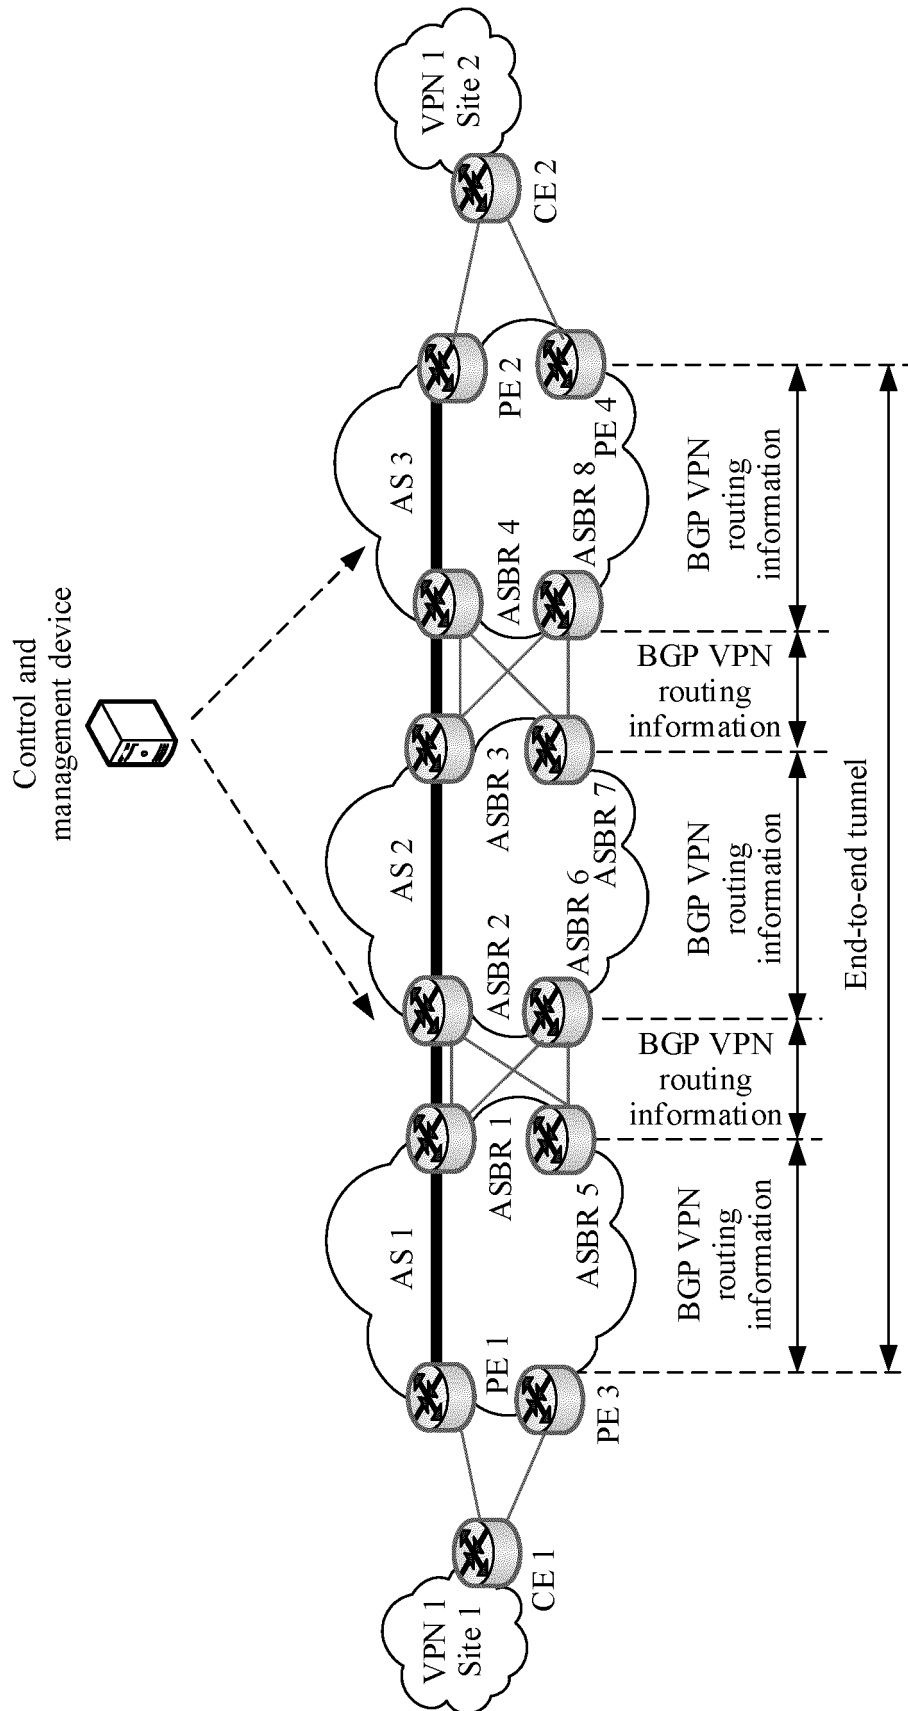 Control and
management device
VPN 1
Site 1
CE 1
PE 1
PE 3
AS 1
ASBR 1
ASBR 5
ASBR 2
ASBR 6
AS 2
ASBR 3
ASBR 7
ASBR 4
ASBR 8
AS 3
PE 2
PE 4
CE 2
VPN 1
Site 2
BGP VPN
routing
information
BGP VPN
routing
information
BGP VPN
routing
information
BGP VPN
routing
information
BGP VPN
routing
information
End-to-end tunnel